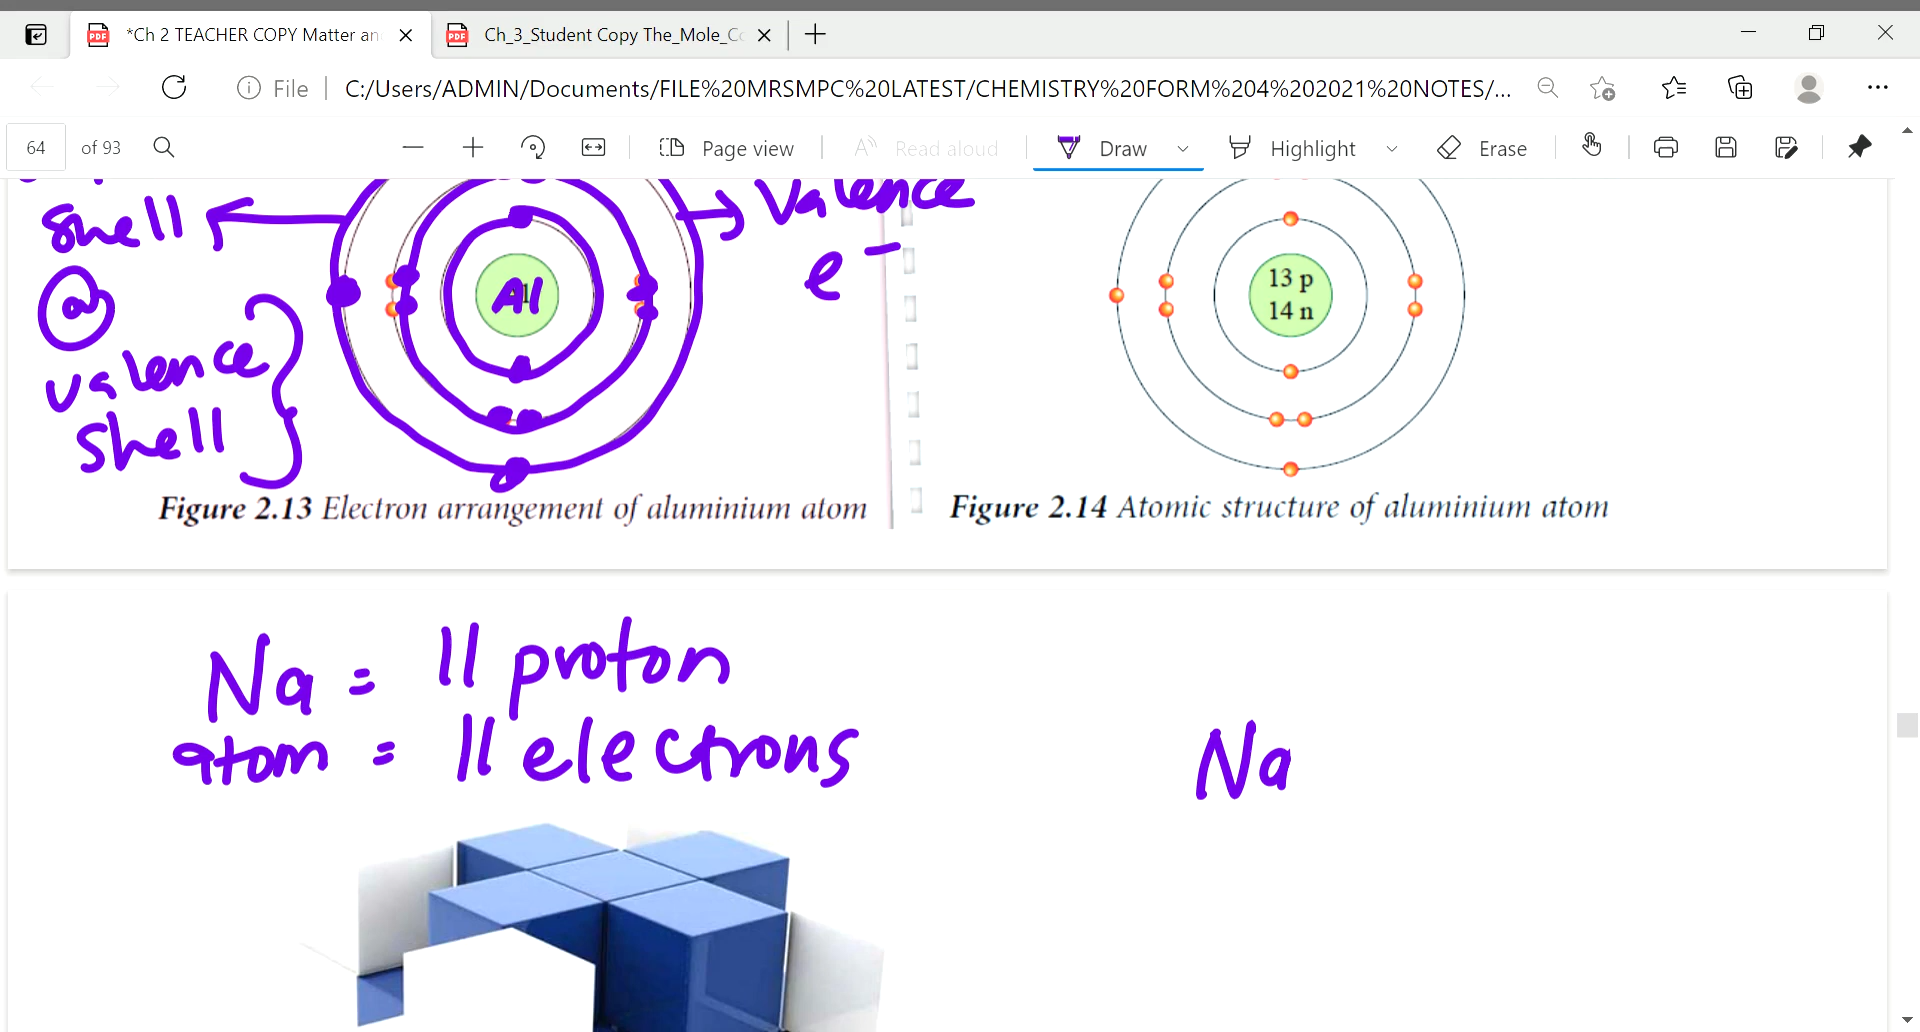 *Ch 2 TEACHER COPY Matter an
Ch_3_Student Copy The_Mole_Co
File
C:/Users/ADMIN/Documents/FILE%20MRSMPC%20LATEST/CHEMISTRY%20FORM%204%202021%20NOTES/...
64 of 93
Page view
Read aloud
Draw
Highlight
Erase
shell
@
valence
shell
Al
valence
e⁻
13 p
14 n
Figure 2.13 Electron arrangement of aluminium atom
Figure 2.14 Atomic structure of aluminium atom
Na = 11 proton
atom = 11 electrons
Na